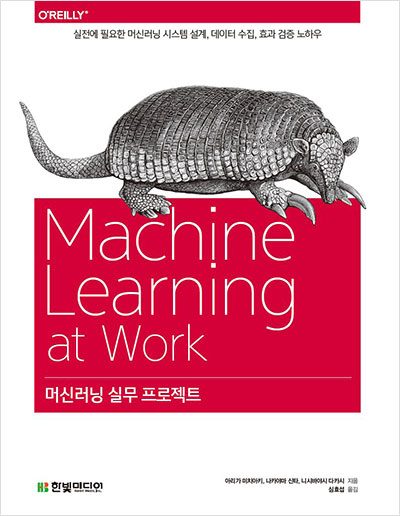 O'REILLY®
실전에 필요한 머신러닝 시스템 설계, 데이터 수집, 효과 검증 노하우
Machine
Learning
at Work
머신러닝 실무 프로젝트
한빛미디어
아리가 미치아키, 나카야마 신타, 니시바야시 다카시 지음
심효섭 옮김